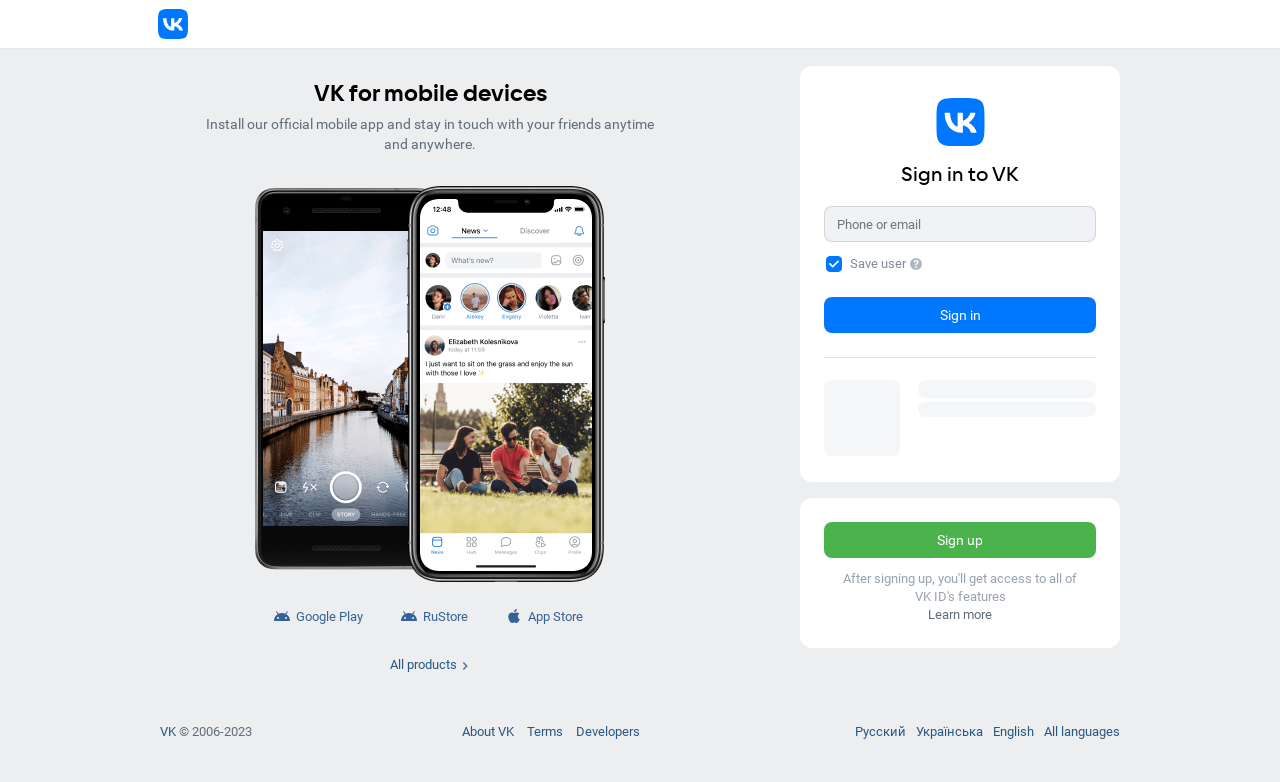 VK for mobile devices
Install our official mobile app and stay in touch with your friends anytime
and anywhere.
LIVE CLIP STORY HANDS-FREE
12:48
News
Discover
What's new?
Danil Alexey Evgeny Violetta Ivan
Elizabeth Kolesnikova
today at 11:59
I just want to sit on the grass and enjoy the sun
with those I love ✨
News Hub Messages Clips Profile
Google Play RuStore App Store
All products
Sign in to VK
Phone or email
Save user
Sign in
Sign up
After signing up, you'll get access to all of
VK ID's features
Learn more
VK © 2006-2023
About VK Terms Developers
Русский Українська English All languages